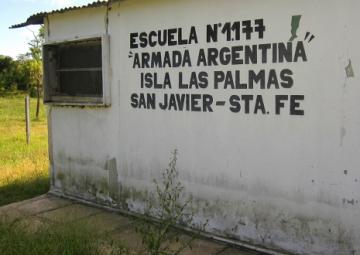 ESCUELA N°1177
"ARMADA ARGENTINA"
ISLA LAS PALMAS
SAN JAVIER-STA. FE